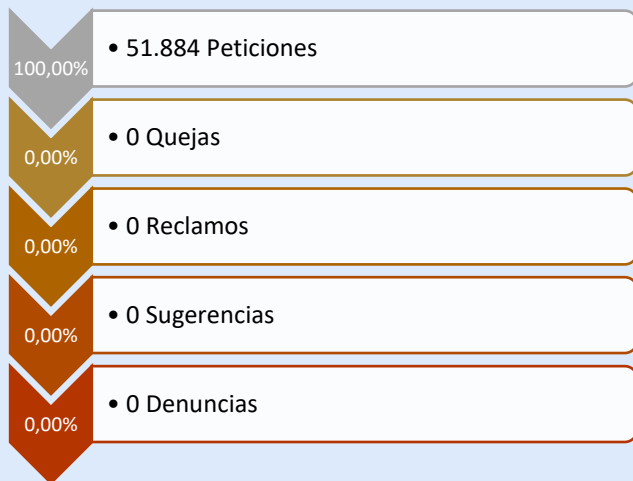 100,00%
• 51.884 Peticiones
0,00%
• 0 Quejas
0,00%
• 0 Reclamos
0,00%
• 0 Sugerencias
0,00%
• 0 Denuncias